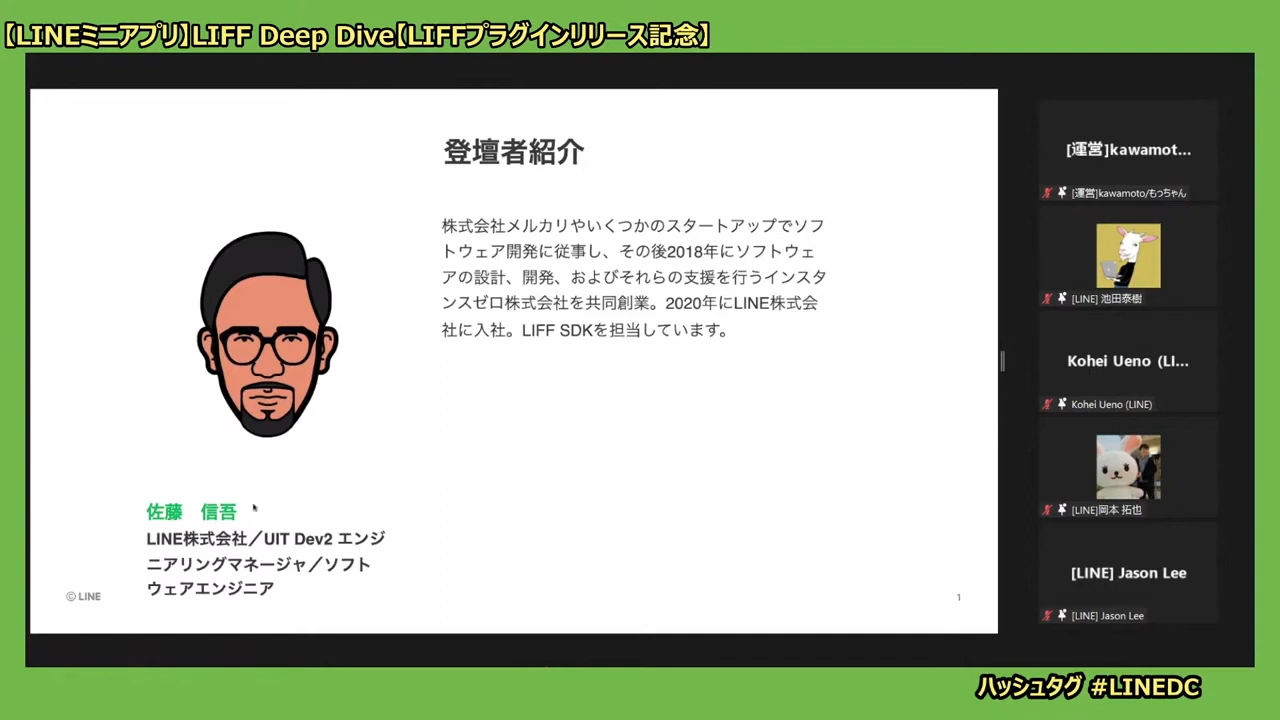 【LINEミニアプリ】LIFF Deep Dive【LIFFプラグインリリース記念】
登壇者紹介
株式会社メルカリやいくつかのスタートアップでソフ
トウェア開発に従事し、その後2018年にソフトウェ
アの設計、開発、およびそれらの支援を行うインスタ
ンスゼロ株式会社を共同創業。2020年にLINE株式会
社に入社。LIFF SDKを担当しています。
佐藤　信吾
LINE株式会社／UIT Dev2 エンジ
ニアリングマネージャ／ソフト
ウェアエンジニア
© LINE
1
[運営]kawamot...
[運営]kawamoto/もっちゃん
[LINE] 池田泰樹
Kohei Ueno (LI...
Kohei Ueno (LINE)
[LINE]岡本 拓也
[LINE] Jason Lee
[LINE] Jason Lee
ハッシュタグ #LINEDC